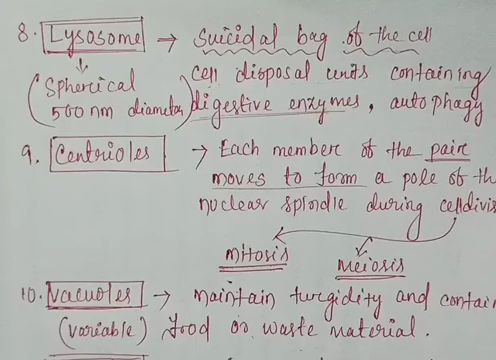 8. Lysosome → Suicidal bag of the cell
(Spherical 500 nm diameter) cell disposal units containing
digestive enzymes, autophagy
9. Centrioles → Each member of the pair
moves to form a pole of th
nuclear spindle during celldivis
mitosis meiosis
10. vacuoles → maintain turgidity and contain
(variable) food or waste material.